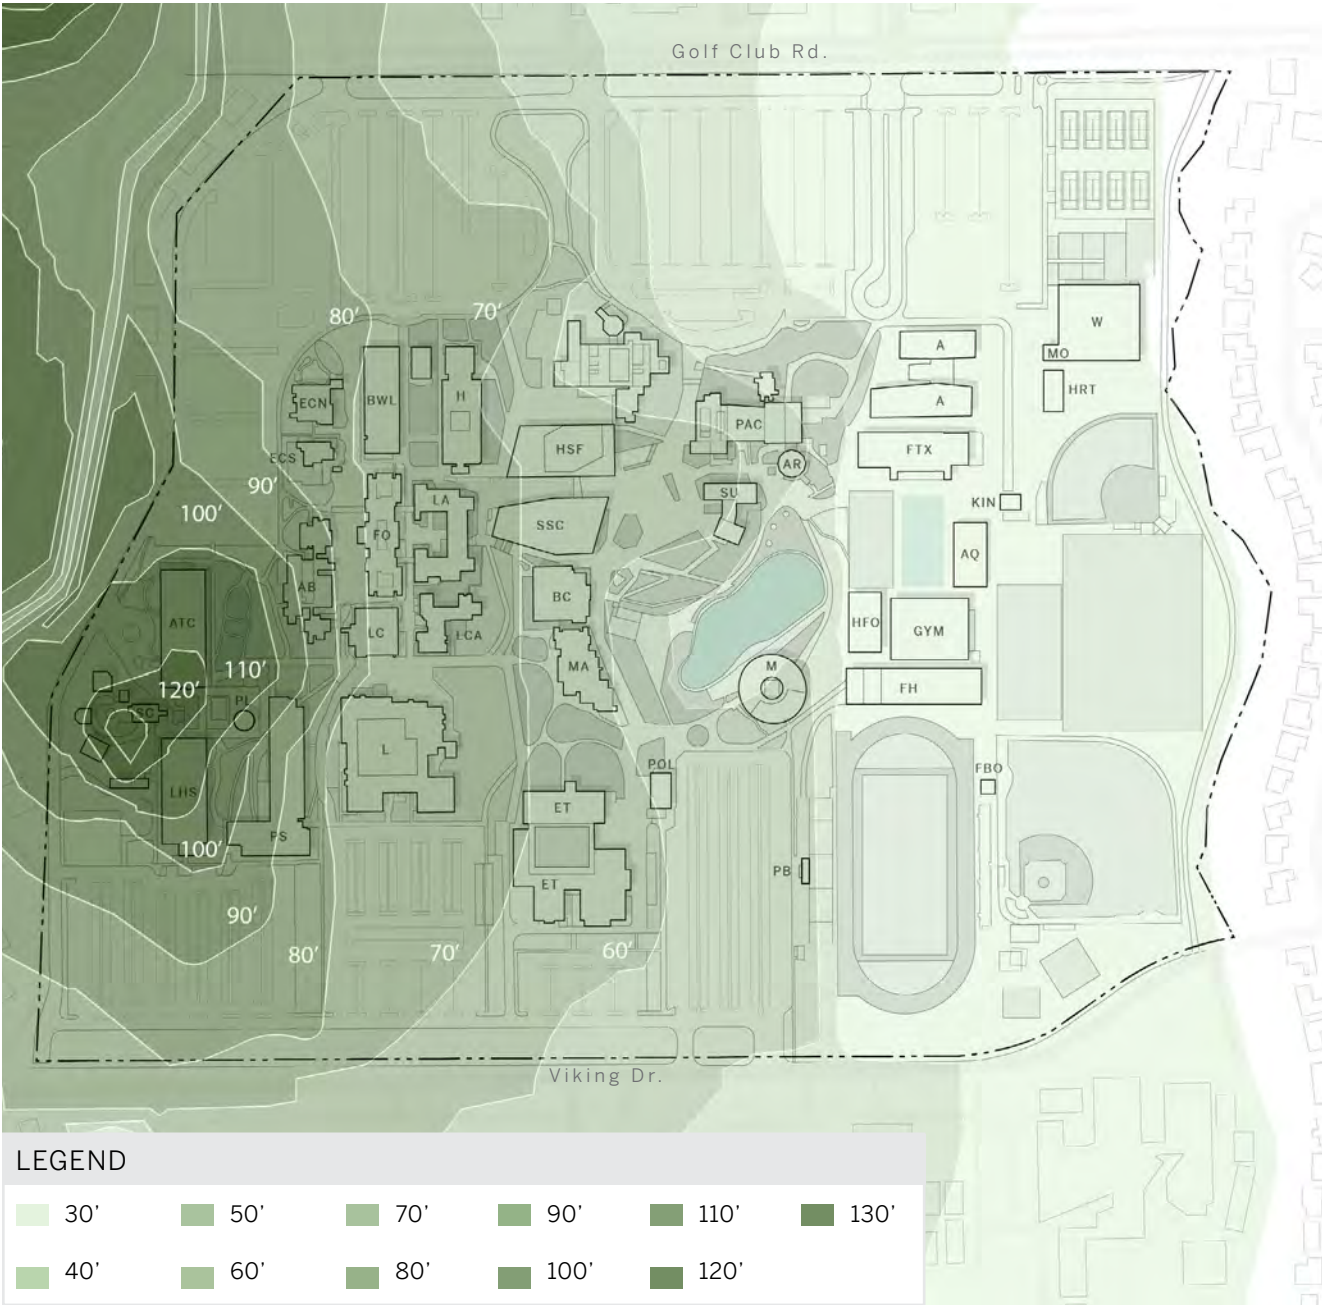 Golf Club Rd.
80’
70’
A
W
MO
HRT
ECN
BWL
H
A
PAC
HSF
FTX
ECS
AR
90’
LA
SU
KIN
100’
SSC
FO
AQ
AB
BC
ATC
LC
LCA
HFO
GYM
110’
MA
M
120’
PL
FH
SC
L
POL
FBO
LHS
ET
PS
100’
PB
ET
90’
80’
70’
60’
Viking Dr.
LEGEND
30’ 50’ 70’ 90’ 110’ 130’
40’ 60’ 80’ 100’ 120’